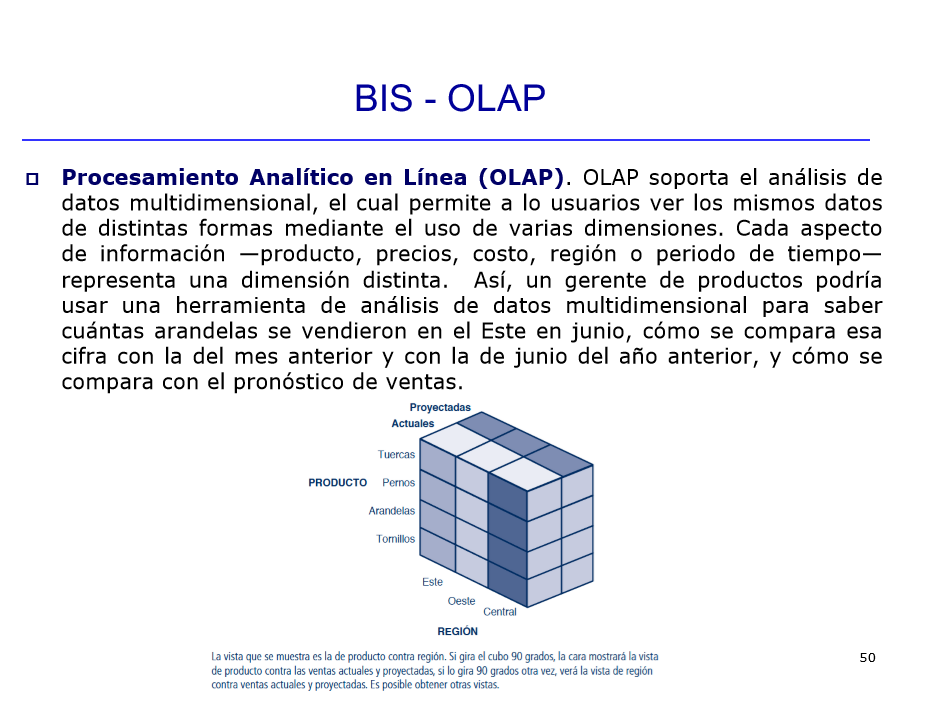 BIS - OLAP
Procesamiento Analítico en Línea (OLAP). OLAP soporta el análisis de
datos multidimensional, el cual permite a lo usuarios ver los mismos datos
de distintas formas mediante el uso de varias dimensiones. Cada aspecto
de información —producto, precios, costo, región o periodo de tiempo—
representa una dimensión distinta. Así, un gerente de productos podría
usar una herramienta de análisis de datos multidimensional para saber
cuántas arandelas se vendieron en el Este en junio, cómo se compara esa
cifra con la del mes anterior y con la de junio del año anterior, y cómo se
compara con el pronóstico de ventas.
Proyectadas
Actuales
Tuercas
PRODUCTO Pernos
Arandelas
Tornillos
Este
Oeste
Central
REGIÓN
La vista que se muestra es la de producto contra región. Si gira el cubo 90 grados, la cara mostrará la vista
de producto contra las ventas actuales y proyectadas, si lo gira 90 grados otra vez, verá la vista de región
contra ventas actuales y proyectadas. Es posible obtener otras vistas.
50